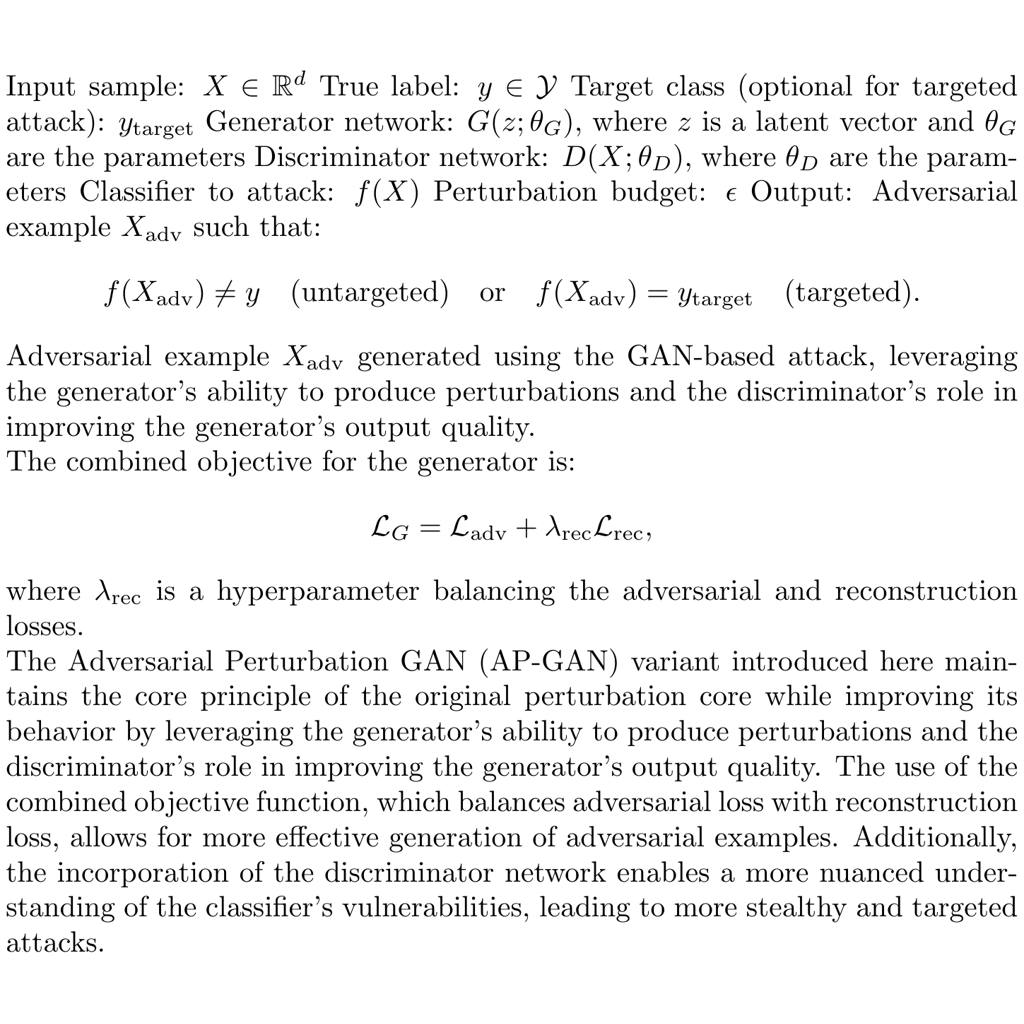 Input sample: $X \in \mathbb{R}^d$ True label: $y \in \mathcal{Y}$ Target class (optional for targeted
attack): $y_{\text{target}}$ Generator network: $G(z; \theta_G)$, where $z$ is a latent vector and $\theta_G$
are the parameters Discriminator network: $D(X; \theta_D)$, where $\theta_D$ are the param-
eters Classifier to attack: $f(X)$ Perturbation budget: $\epsilon$ Output: Adversarial
example $X_{\text{adv}}$ such that:
$f(X_{\text{adv}}) \neq y$ (untargeted) or $f(X_{\text{adv}}) = y_{\text{target}}$ (targeted).
Adversarial example $X_{\text{adv}}$ generated using the GAN-based attack, leveraging
the generator's ability to produce perturbations and the discriminator's role in
improving the generator's output quality.
The combined objective for the generator is:
$\mathcal{L}_G = \mathcal{L}_{\text{adv}} + \lambda_{\text{rec}} \mathcal{L}_{\text{rec}},$
where $\lambda_{\text{rec}}$ is a hyperparameter balancing the adversarial and reconstruction
losses.
The Adversarial Perturbation GAN (AP-GAN) variant introduced here main-
tains the core principle of the original perturbation core while improving its
behavior by leveraging the generator's ability to produce perturbations and the
discriminator's role in improving the generator's output quality. The use of the
combined objective function, which balances adversarial loss with reconstruction
loss, allows for more effective generation of adversarial examples. Additionally,
the incorporation of the discriminator network enables a more nuanced under-
standing of the classifier's vulnerabilities, leading to more stealthy and targeted
attacks.